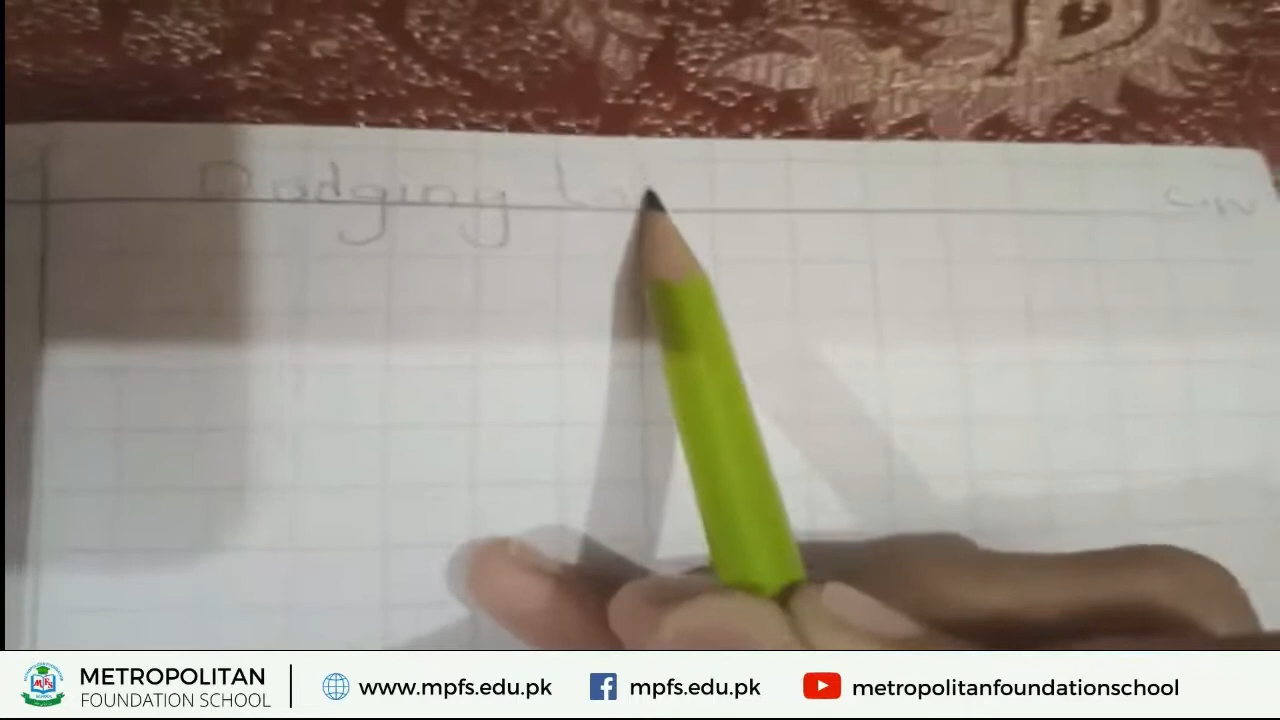 Dodging
C.W
METROPOLITAN
FOUNDATION SCHOOL
www.mpfs.edu.pk
mpfs.edu.pk
metropolitanfoundationschool